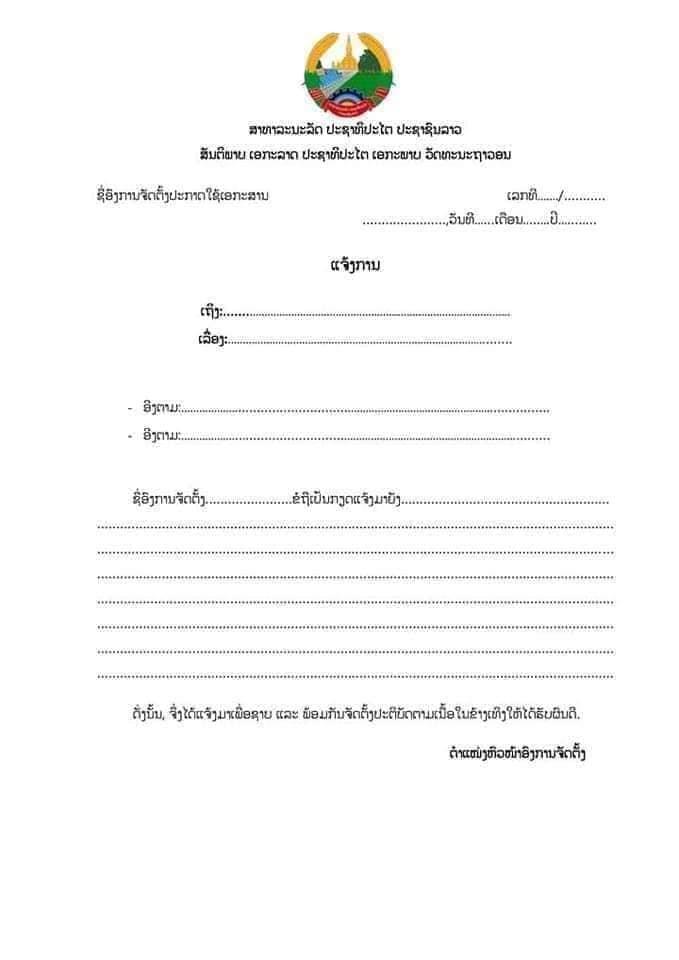 ສາທາລະນະລັດ ປະຊາທິປະໄຕ ປະຊາຊົນລາວ
ສັນຕິພາບ ເອກະລາດ ປະຊາທິປະໄຕ ເອກະພາບ ວັດທະນະຖາວອນ
ຊື່ອົງການຈັດຕັ້ງປະກາດໃຊ້ເອກະສານ ເລກທີ......./...........
......................,ວັນທີ......ເດືອນ........ປີ..........
ແຈ້ງການ
ເຖິງ:................................................................................
ເລື່ອງ:................................................................................
- ອີງຕາມ:................................................................................
- ອີງຕາມ:................................................................................
ຊື່ອົງການຈັດຕັ້ງ.......................ຂໍຖືເປັນກຽດແຈ້ງມາຍັງ.......................................................
................................................................................
................................................................................
................................................................................
................................................................................
................................................................................
................................................................................
................................................................................
ດັ່ງນັ້ນ, ຈຶ່ງໄດ້ແຈ້ງມາເພື່ອຊາບ ແລະ ພ້ອມກັນຈັດຕັ້ງປະຕິບັດຕາມເນື້ອໃນຂ້າງເທິງໃຫ້ໄດ້ຮັບຜົນດີ.
ຕຳແໜ່ງຫົວໜ້າອົງການຈັດຕັ້ງ